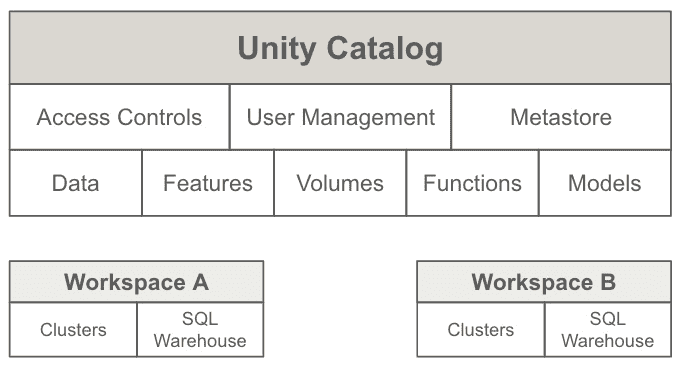 Unity Catalog
Access Controls
User Management
Metastore
Data
Features
Volumes
Functions
Models
Workspace A
Clusters
SQL
Warehouse
Workspace B
Clusters
SQL
Warehouse